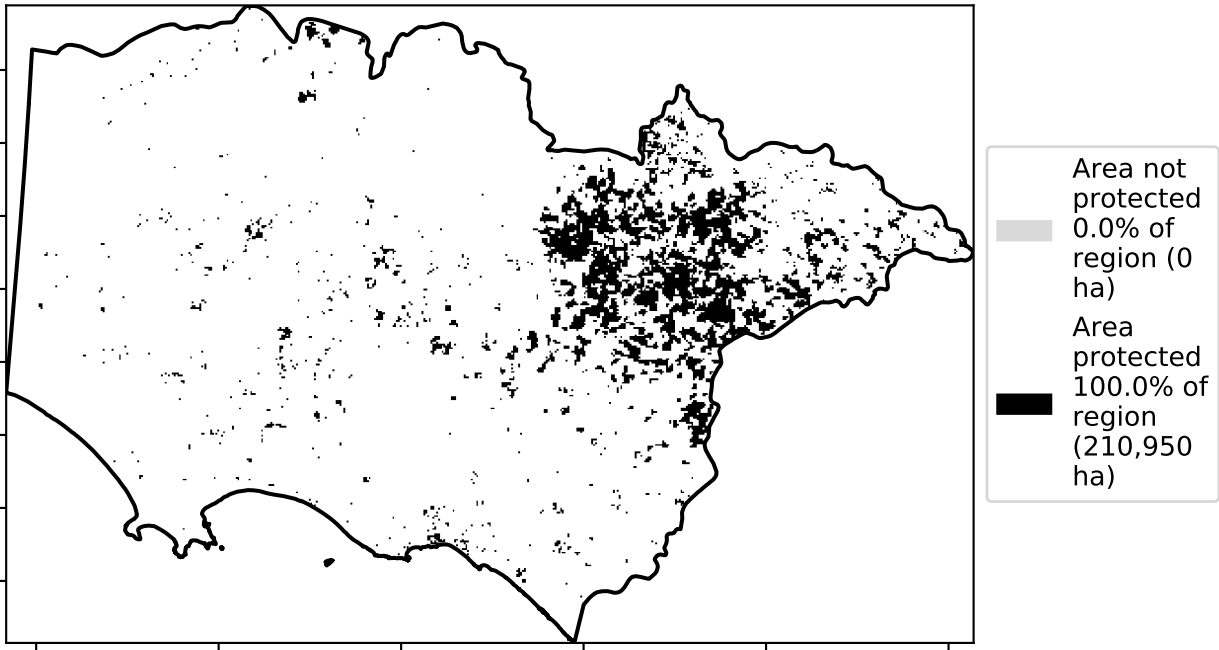 Area not
protected
0.0% of
region (0
ha)
Area
protected
100.0% of
region
(210,950
ha)